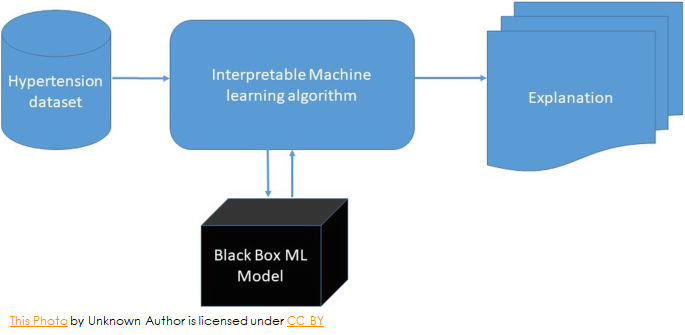 Hypertension
dataset
Interpretable Machine
learning algorithm
Explanation
Black Box ML
Model
This Photo by Unknown Author is licensed under CC BY